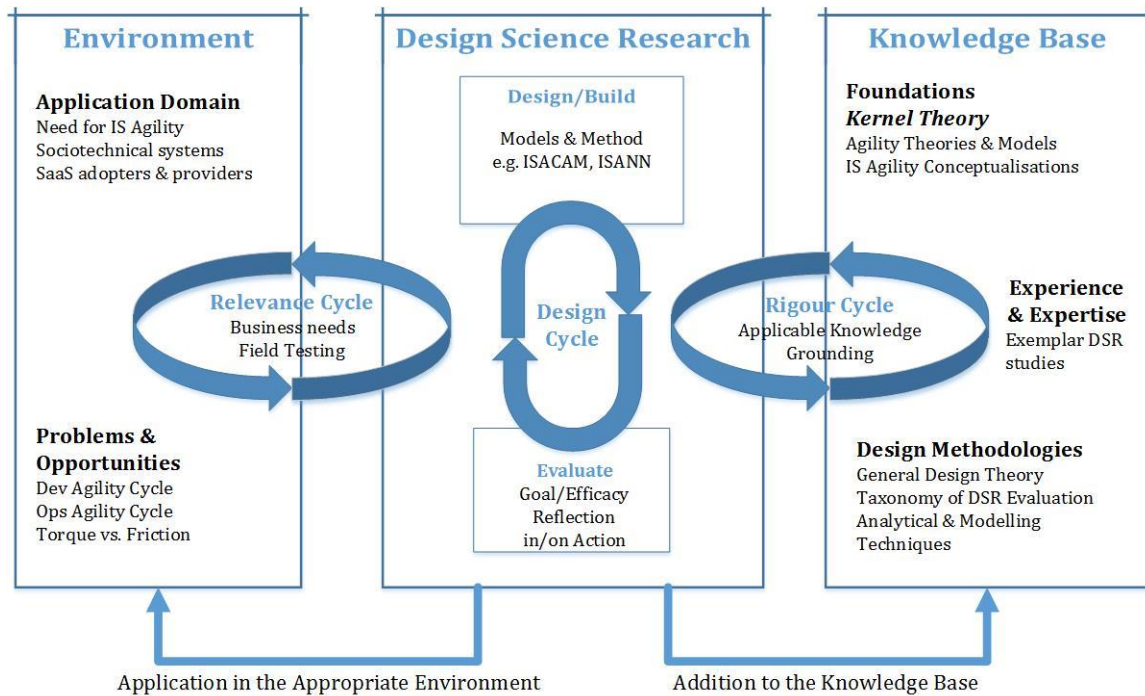 Environment
Application Domain
Need for IS Agility
Sociotechnical systems
SaaS adopters & providers
Relevance Cycle
Business needs
Field Testing
Problems &
Opportunities
Dev Agility Cycle
Ops Agility Cycle
Torque vs. Friction
Design Science Research
Design/Build
Models & Method
e.g. ISACAM, ISANN
Design
Cycle
Evaluate
Goal/Efficacy
Reflection
in/on Action
Knowledge Base
Foundations
Kernel Theory
Agility Theories & Models
IS Agility Conceptualisations
Rigour Cycle
Applicable Knowledge
Grounding
Experience
& Expertise
Exemplar DSR
studies
Design Methodologies
General Design Theory
Taxonomy of DSR Evaluation
Analytical & Modelling
Techniques
Application in the Appropriate Environment
Addition to the Knowledge Base